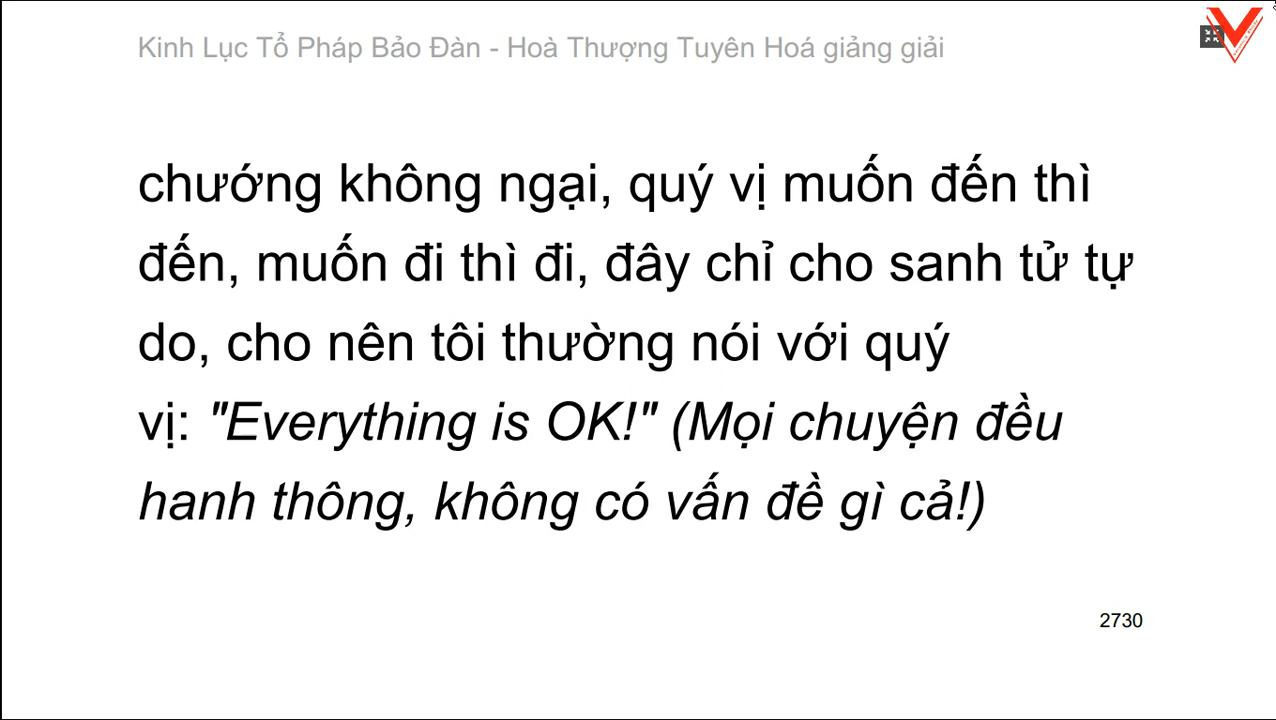 Kinh Lục Tổ Pháp Bảo Đàn - Hoà Thượng Tuyên Hoá giảng giải
chướng không ngại, quý vị muốn đến thì
đến, muốn đi thì đi, đây chỉ cho sanh tử tự
do, cho nên tôi thường nói với quý
vị: "Everything is OK!" (Mọi chuyện đều
hanh thông, không có vấn đề gì cả!)
2730